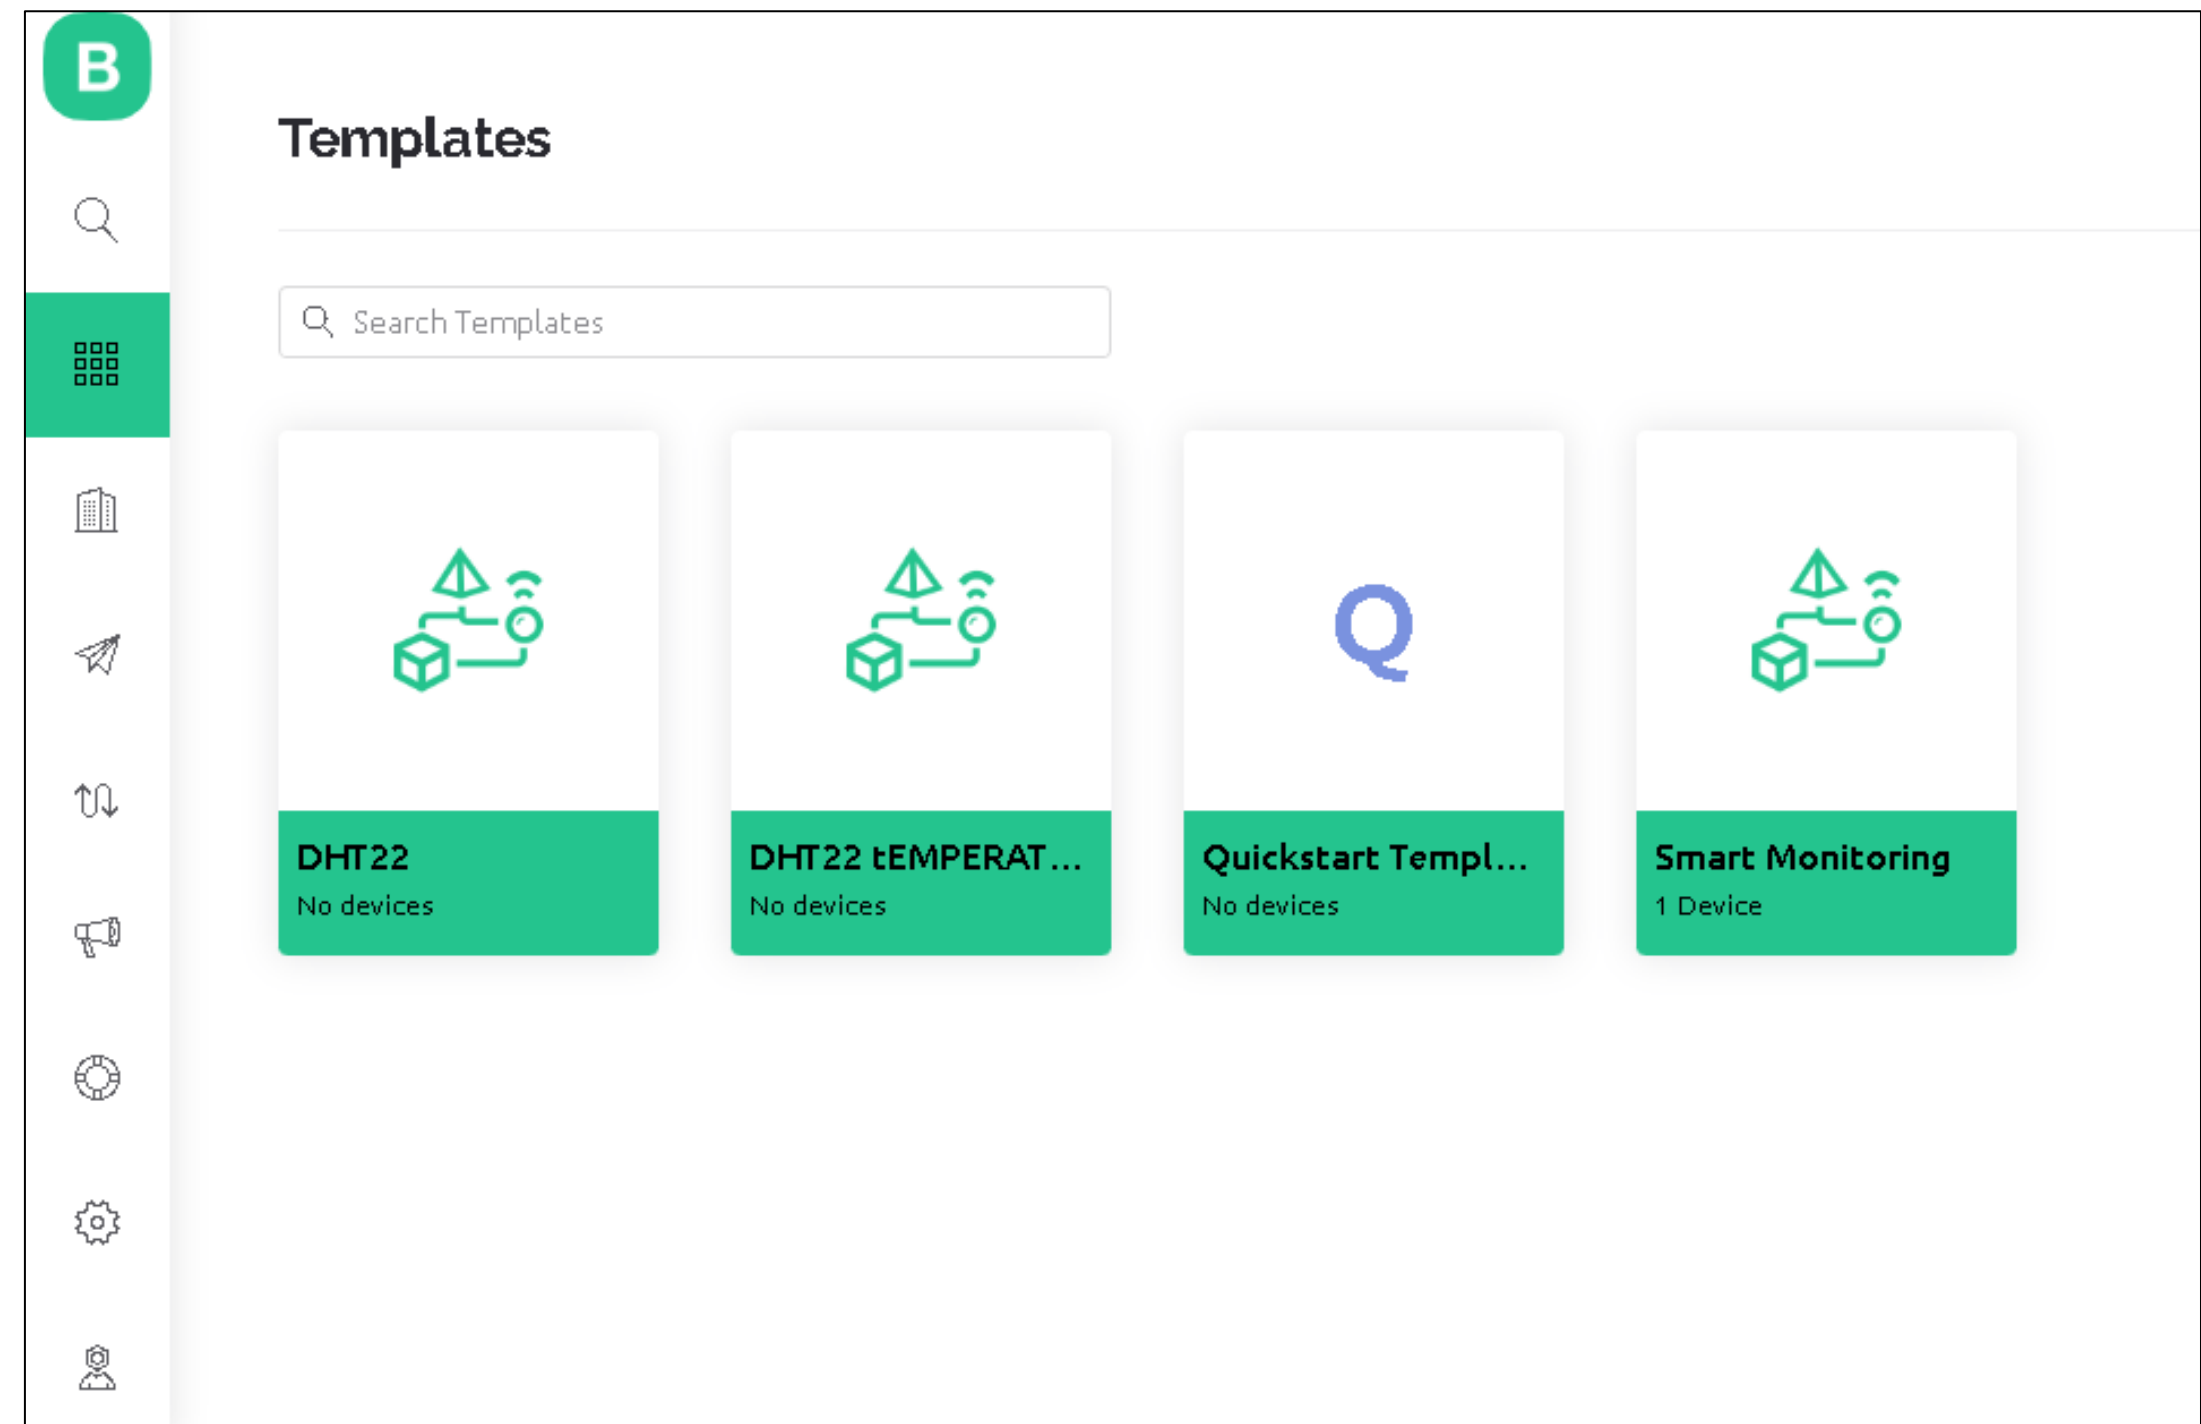 B
Templates
Search Templates
Q
DHT22
No devices
DHT22 tEMPERAT...
No devices
Quickstart Templ...
No devices
Smart Monitoring
1 Device